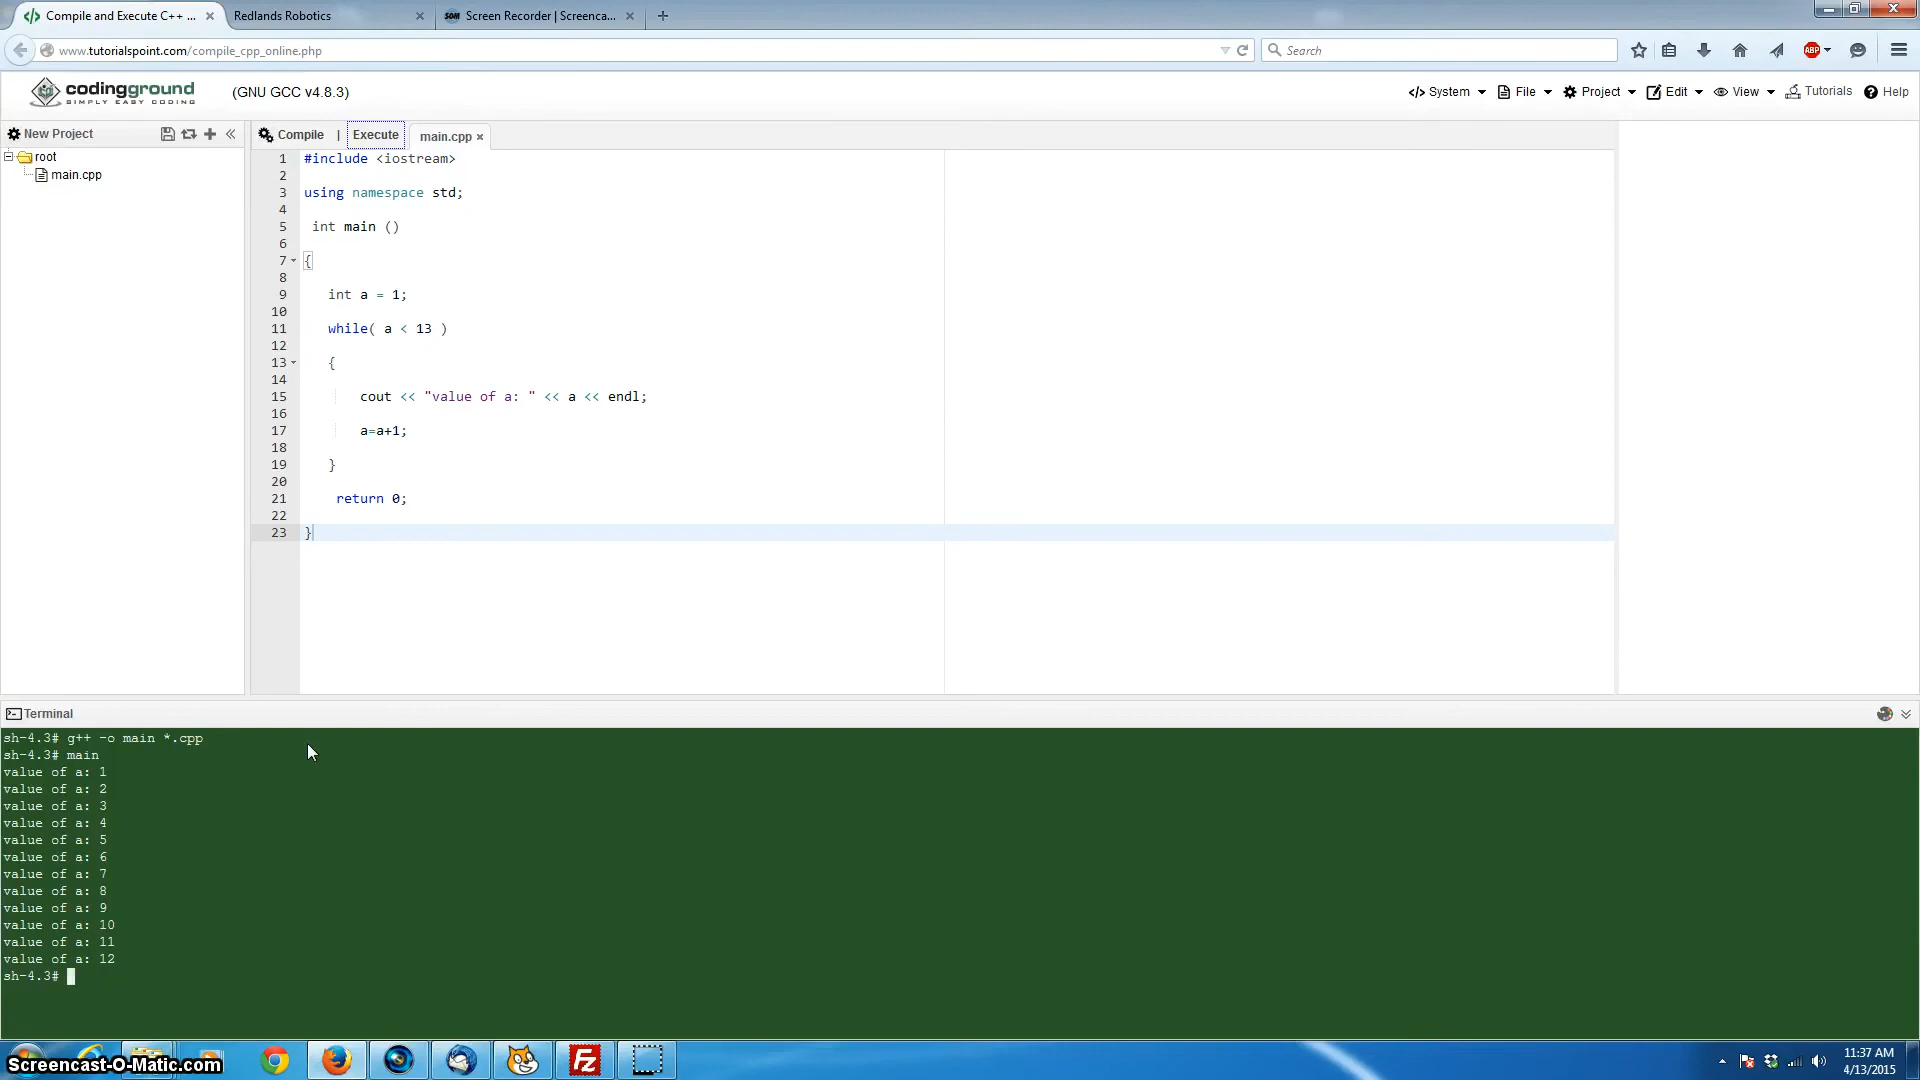 Compile and Execute C++ ...
Redlands Robotics
SOM Screen Recorder | Screenca...
www.tutorialspoint.com/compile_cpp_online.php
Search
ABP
codingground
SIMPLY EASY CODING
(GNU GCC v4.8.3)
</> System
File
Project
Edit
View
Tutorials
Help
New Project
Compile | Execute
main.cpp
root
main.cpp
1 #include <iostream>
2
3 using namespace std;
4
5 int main ()
6
7 {
8
9 int a = 1;
10
11 while( a < 13 )
12
13 {
14
15 cout << "value of a: " << a << endl;
16
17 a=a+1;
18
19 }
20
21 return 0;
22
23 }
Terminal
sh-4.3# g++ -o main *.cpp
sh-4.3# main
value of a: 1
value of a: 2
value of a: 3
value of a: 4
value of a: 5
value of a: 6
value of a: 7
value of a: 8
value of a: 9
value of a: 10
value of a: 11
value of a: 12
sh-4.3#
Screencast-O-Matic.com
Fz
11:37 AM
4/13/2015